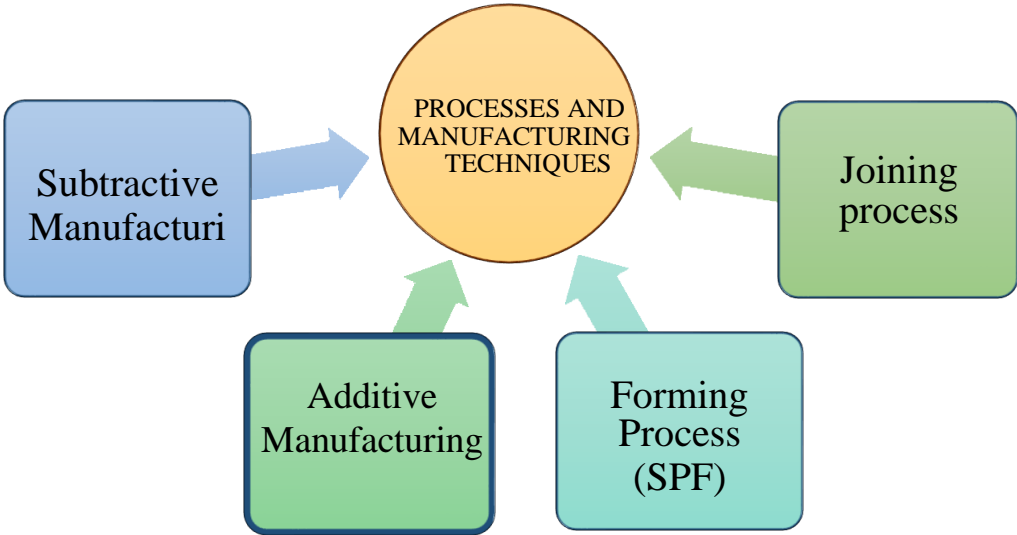 PROCESSES AND
MANUFACTURING
TECHNIQUES
Subtractive
Manufacturi
Joining
process
Additive
Manufacturing
Forming
Process
(SPF)